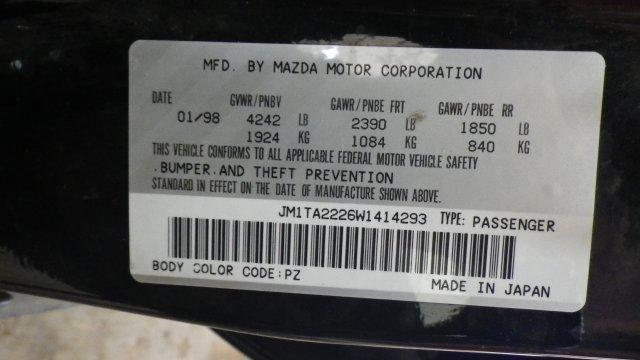 MFD. BY MAZDA MOTOR CORPORATION
DATE GVWR/PNBV GAWR/PNBE FRT GAWR/PNBE RR
01/98 4242 LB 2390 LB 1850 LB
1924 KG 1084 KG 840 KG
THIS VEHICLE CONFORMS TO ALL APPLICABLE FEDERAL MOTOR VEHICLE SAFETY
,BUMPER,AND THEFT PREVENTION
STANDARD IN EFFECT ON THE DATE OF MANUFACTURE SHOWN ABOVE.
JM1TA2226W1414293 TYPE: PASSENGER
BODY COLOR CODE:PZ
MADE IN JAPAN